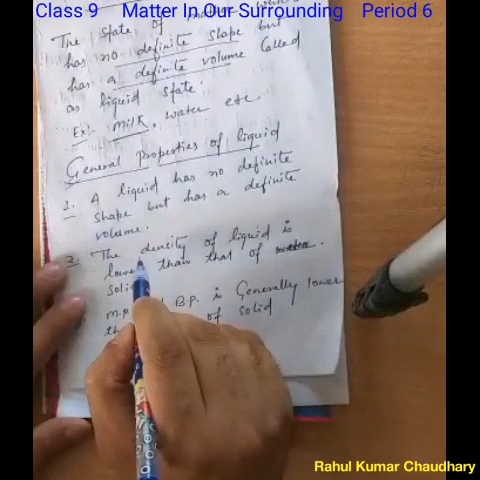 Class 9 Matter In Our Surrounding Period 6
The state of matter which
has no definite shape but
has a definite volume called
as liquid state.
Ex:- Milk, water etc.
General Properties of liquid
1. A liquid has no definite
shape but has a definite
volume.
2. The dencity of liquid is
lower than that of
solid
M.P. B.P. is Generally lower
of solid
Rahul Kumar Chaudhary